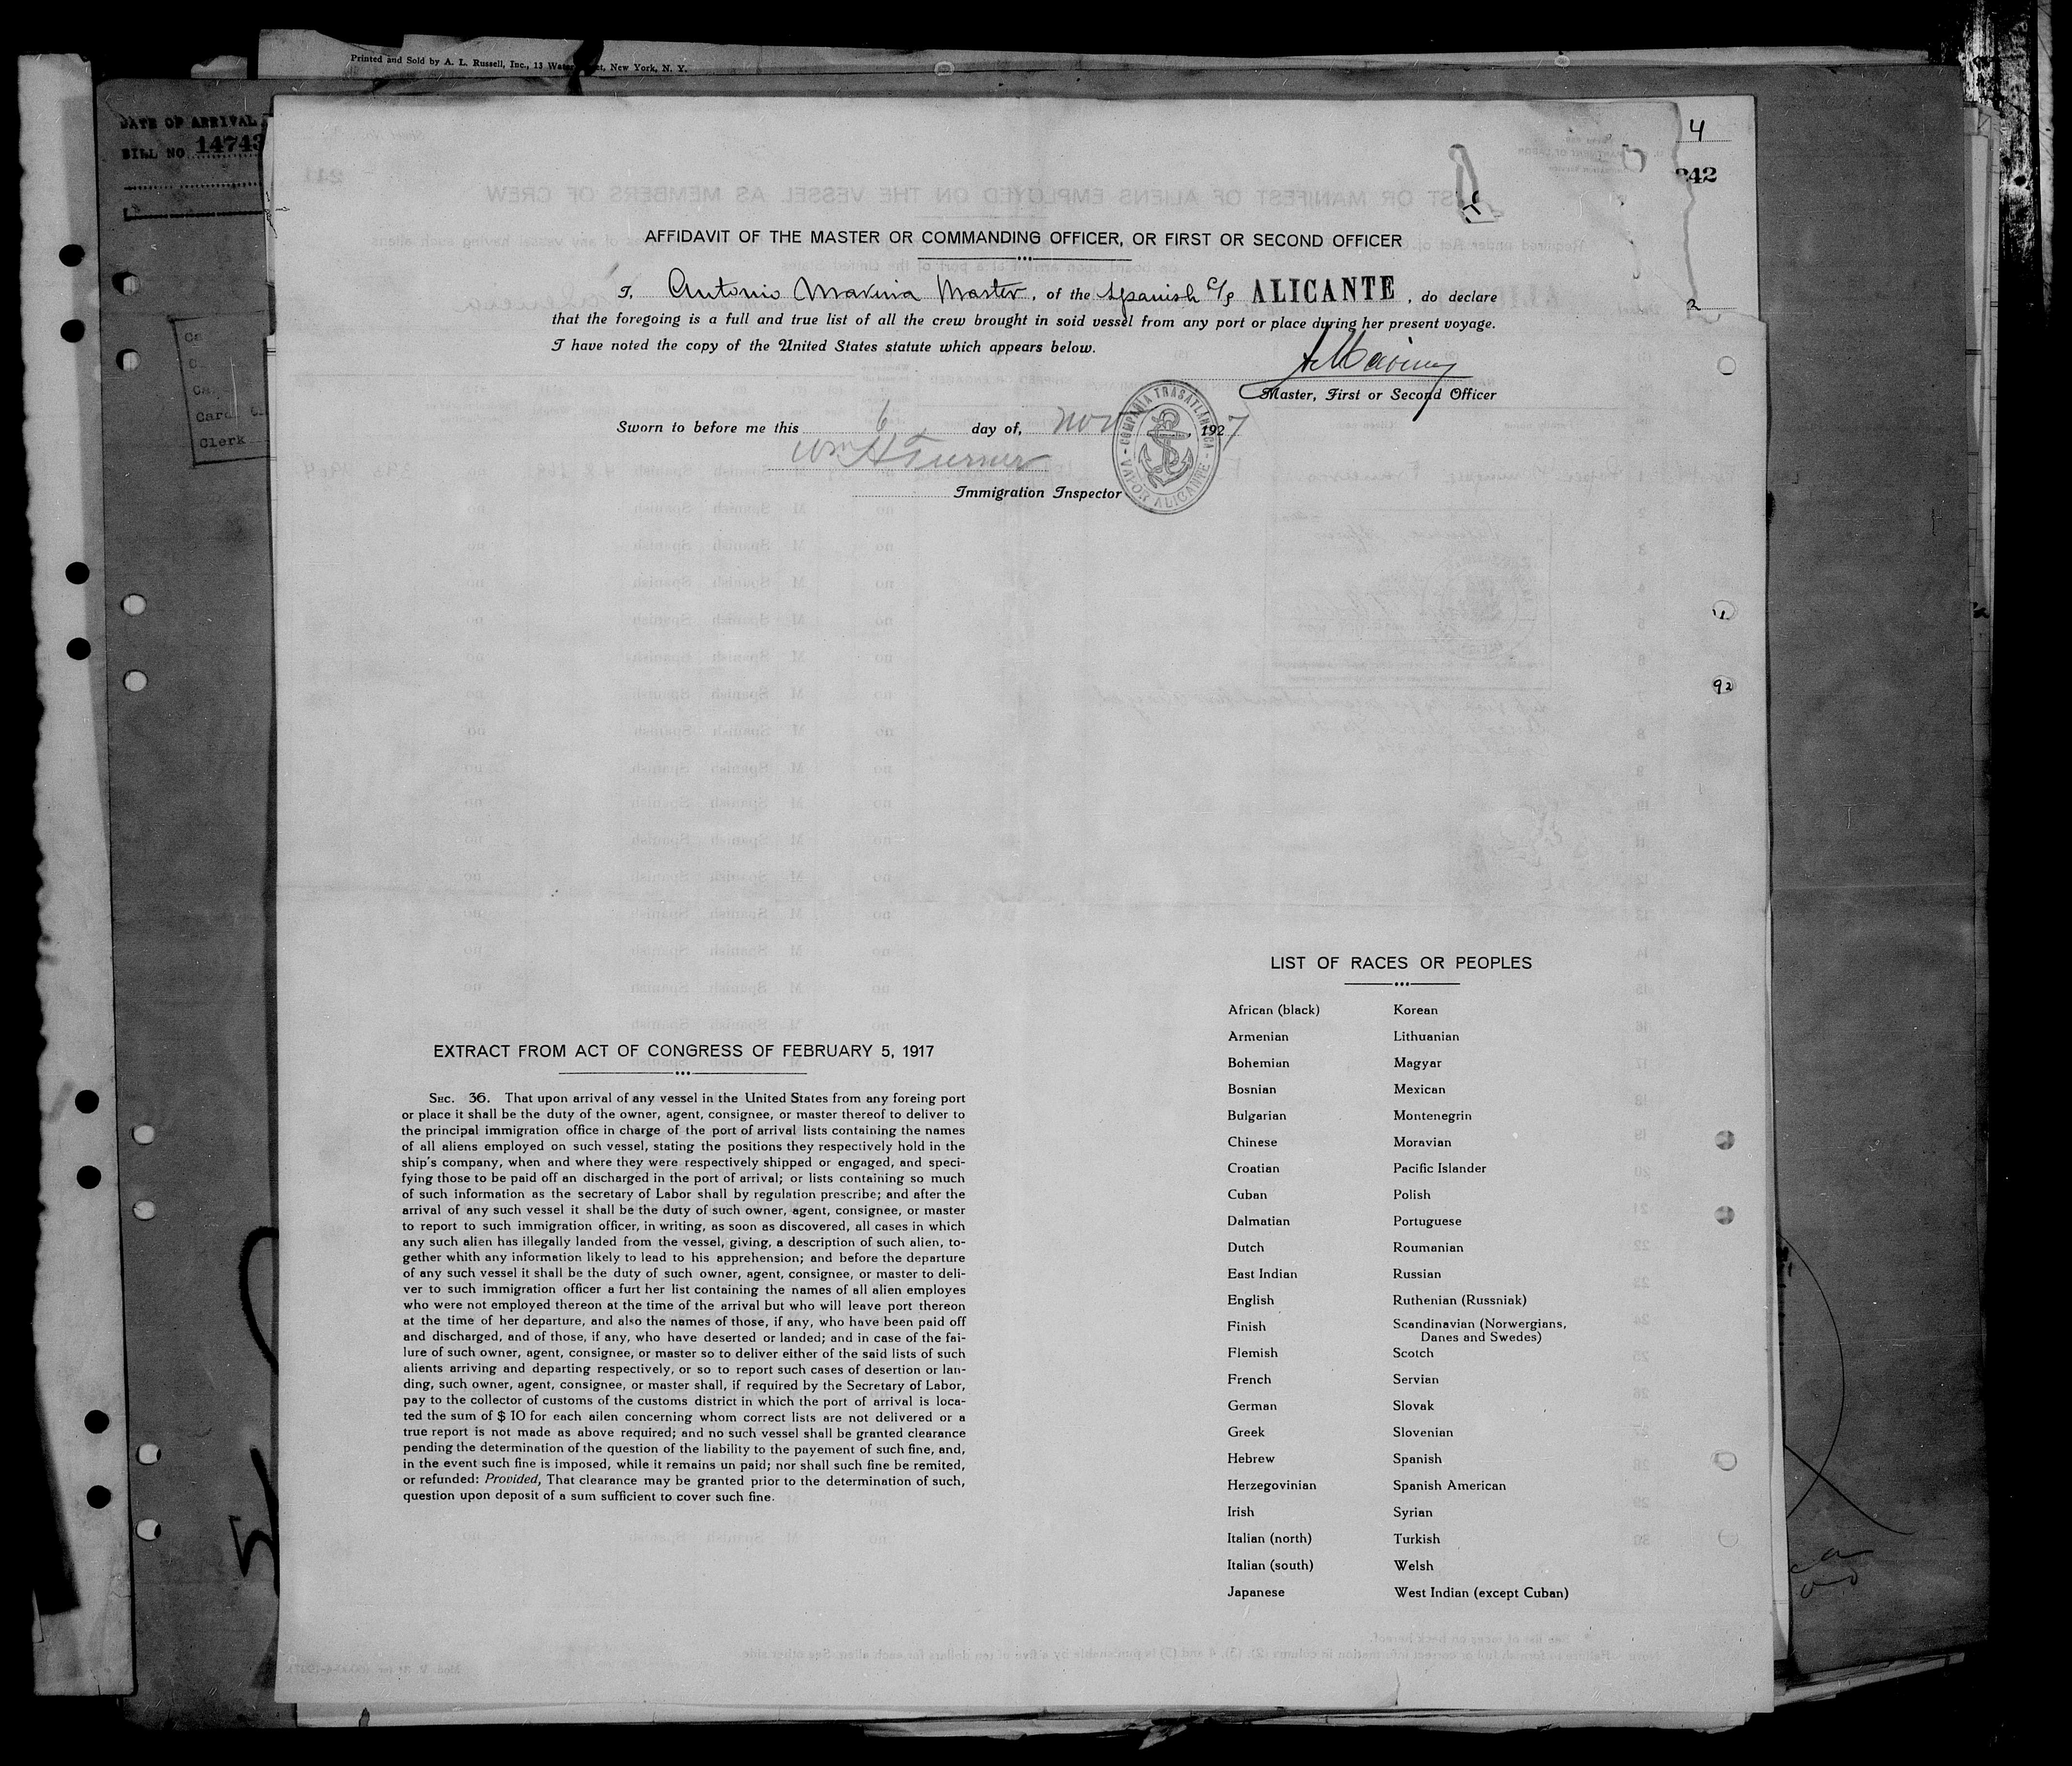 Printed and Sold by A. L. Russell, Inc., 13 Wate et, New York, N. Y.
DATE OF ARRIVAL
BILL NO 14743
4
242
2
AFFIDAVIT OF THE MASTER OR COMMANDING OFFICER, OR FIRST OR SECOND OFFICER
I, Antonio Marina Master, of the Spanish S/S ALICANTE, do declare
that the foregoing is a full and true list of all the crew brought in soid vessel from any port or place during her present voyage.
I have noted the copy of the United States statute which appears below.
Master, First or Second Officer
Sworn to before me this 6 day of, Nov 1927
Wm H Turner
Immigration Inspector
COMPAÑIA TRASATLANTICA
- VAPOR ALICANTE -
Clerk
92
LIST OF RACES OR PEOPLES
African (black) Korean
Armenian Lithuanian
Bohemian Magyar
Bosnian Mexican
Bulgarian Montenegrin
Chinese Moravian
Croatian Pacific Islander
Cuban Polish
Dalmatian Portuguese
Dutch Roumanian
East Indian Russian
English Ruthenian (Russniak)
Finish Scandinavian (Norwergians,
Danes and Swedes)
Flemish Scotch
French Servian
German Slovak
Greek Slovenian
Hebrew Spanish
Herzegovinian Spanish American
Irish Syrian
Italian (north) Turkish
Italian (south) Welsh
Japanese West Indian (except Cuban)
EXTRACT FROM ACT OF CONGRESS OF FEBRUARY 5, 1917
SEC. 36. That upon arrival of any vessel in the United States from any foreing port
or place it shall be the duty of the owner, agent, consignee, or master thereof to deliver to
the principal immigration office in charge of the port of arrival lists containing the names
of all aliens employed on such vessel, stating the positions they respectively hold in the
ship's company, when and where they were respectively shipped or engaged, and speci-
fying those to be paid off an discharged in the port of arrival; or lists containing so much
of such information as the secretary of Labor shall by regulation prescribe; and after the
arrival of any such vessel it shall be the duty of such owner, agent, consignee, or master
to report to such immigration officer, in writing, as soon as discovered, all cases in which
any such alien has illegally landed from the vessel, giving, a description of such alien, to-
gether whith any information likely to lead to his apprehension; and before the departure
of any such vessel it shall be the duty of such owner, agent, consignee, or master to deli-
ver to such immigration officer a furt her list containing the names of all alien employes
who were not employed thereon at the time of the arrival but who will leave port thereon
at the time of her departure, and also the names of those, if any, who have been paid off
and discharged, and of those, if any, who have deserted or landed; and in case of the fai-
lure of such owner, agent, consignee, or master so to deliver either of the said lists of such
alients arriving and departing respectively, or so to report such cases of desertion or lan-
ding, such owner, agent, consignee, or master shall, if required by the Secretary of Labor,
pay to the collector of customs of the customs district in which the port of arrival is loca-
ted the sum of $ 10 for each ailen concerning whom correct lists are not delivered or a
true report is not made as above required; and no such vessel shall be granted clearance
pending the determination of the question of the liability to the payement of such fine, and,
in the event such fine is imposed, while it remains un paid; nor shall such fine be remited,
or refunded: Provided, That clearance may be granted prior to the determination of such,
question upon deposit of a sum sufficient to cover such fine.